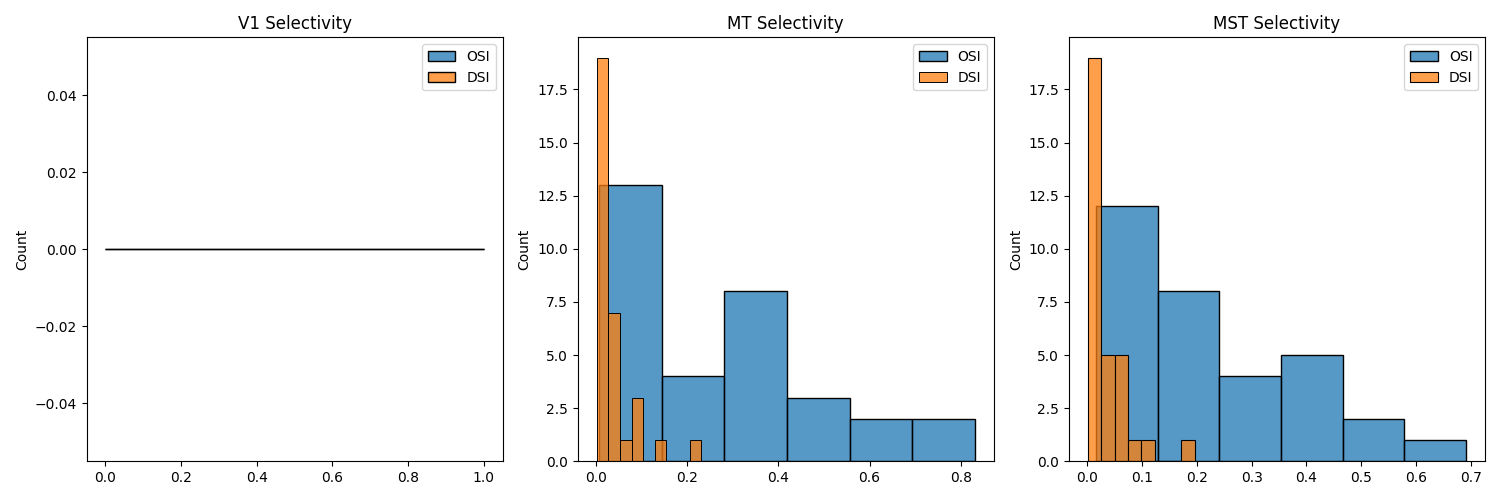 V1 Selectivity
OSI
DSI
Count
0.04
0.02
0.00
−0.02
−0.04
0.0 0.2 0.4 0.6 0.8 1.0
MT Selectivity
OSI
DSI
Count
17.5
15.0
12.5
10.0
7.5
5.0
2.5
0.0
0.0 0.2 0.4 0.6 0.8
MST Selectivity
OSI
DSI
Count
17.5
15.0
12.5
10.0
7.5
5.0
2.5
0.0
0.0 0.1 0.2 0.3 0.4 0.5 0.6 0.7